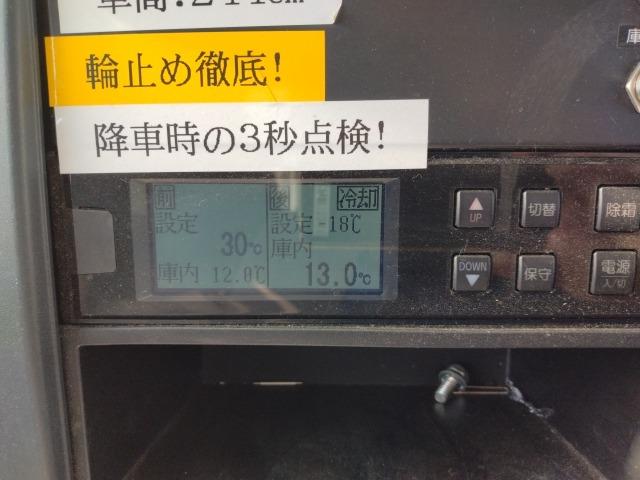 輪止め徹底!
降車時の3秒点検!
前
設定
30℃
庫内 12.0℃
後 冷却
設定 -18℃
庫内
13.0℃
▲
UP
切替
除霜
DOWN
▼
保守
電源
入/切
庫